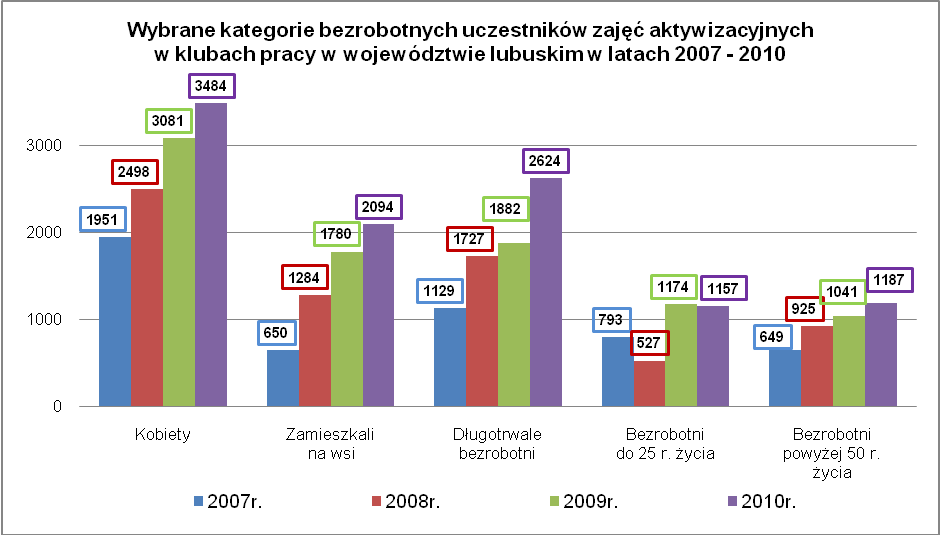 Wybrane kategorie bezrobotnych uczestników zajęć aktywizacyjnych
w klubach pracy w województwie lubuskim w latach 2007 - 2010
3484
3081
3000
2498
2624
1951
2094
1882
1780
1727
2000
1284
1129
1174
1157
1187
1041
925
1000
650
793
527
649
0
Kobiety
Zamieszkali
na wsi
Długotrwale
bezrobotni
Bezrobotni
do 25 r. życia
Bezrobotni
powyżej 50 r.
życia
2007r.
2008r.
2009r.
2010r.